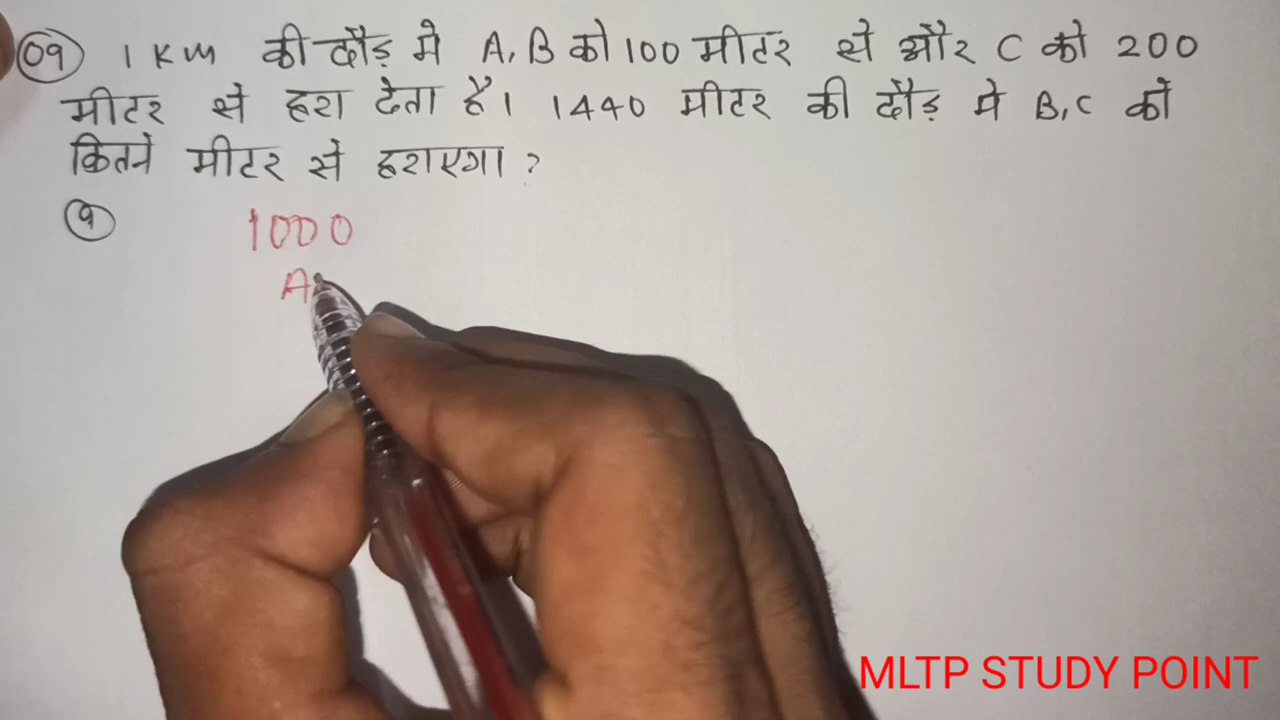 09 1 KM की दौड़ मे A, B को 100 मीटर से और C को 200
मीटर से हरा देता है। 1440 मीटर की दौड़ मे B, C को
कितने मीटर से हराएगा ?
9 1000
A
MLTP STUDY POINT